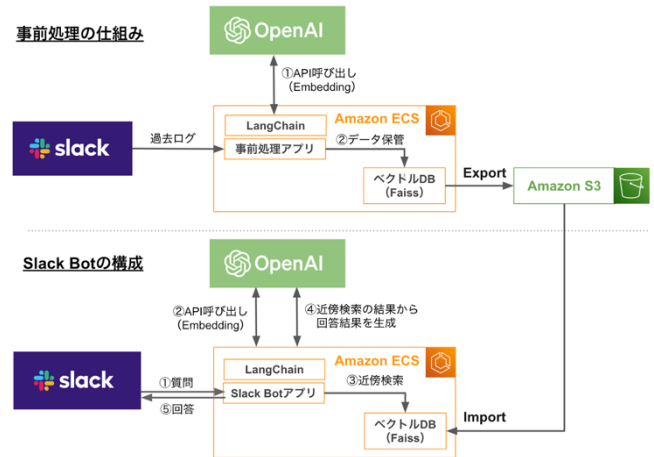 事前処理の仕組み
OpenAI
①API呼び出し
（Embedding）
Amazon ECS
LangChain
slack
過去ログ
事前処理アプリ
②データ保管
ベクトルDB
（Faiss）
Export
Amazon S3
Slack Botの構成
OpenAI
②API呼び出し
（Embedding）
④近傍検索の結果から
回答結果を生成
Amazon ECS
LangChain
slack
①質問
Slack Botアプリ
③近傍検索
⑤回答
ベクトルDB
（Faiss）
Import